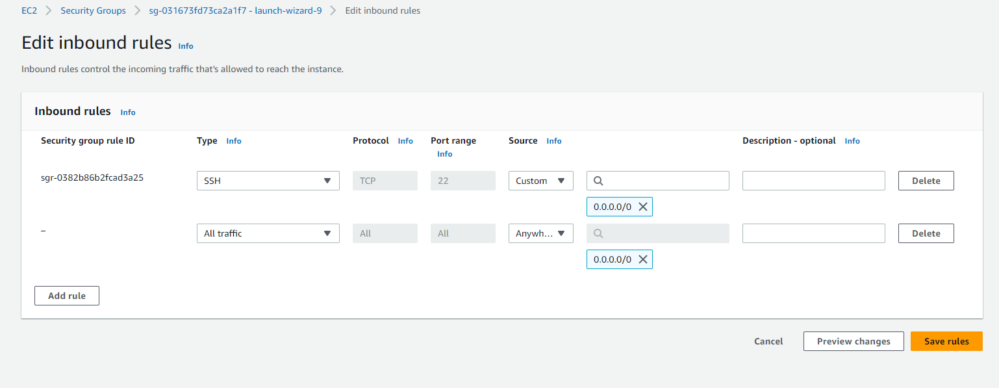 EC2 Security Groups sg-031673fd73ca2a1f7 - launch-wizard-9 Edit inbound rules
Edit inbound rules Info
Inbound rules control the incoming traffic that's allowed to reach the instance.
Inbound rules Info
Security group rule ID Type Info Protocol Info Port range Info Source Info Description - optional Info
sgr-0382b86b2fcad3a25 SSH TCP 22 Custom Delete
0.0.0.0/0
– All traffic All All Anywh... Delete
0.0.0.0/0
Add rule
Cancel Preview changes Save rules